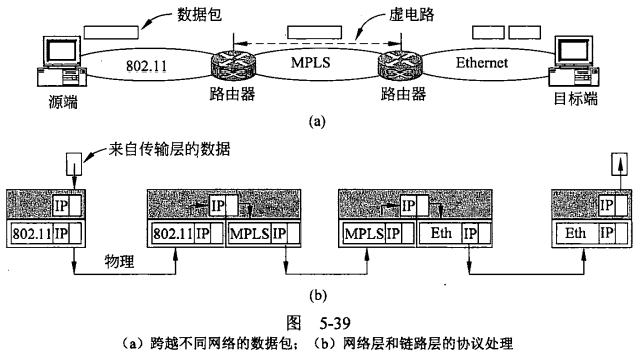 数据包
虚电路
802.11
MPLS
Ethernet
源端
路由器
路由器
目标端
(a)
来自传输层的数据
IP
IP
IP
IP
802.11 IP
802.11 IP
MPLS IP
MPLS IP
Eth IP
Eth IP
物理
(b)
图 5-39
（a）跨越不同网络的数据包；（b）网络层和链路层的协议处理